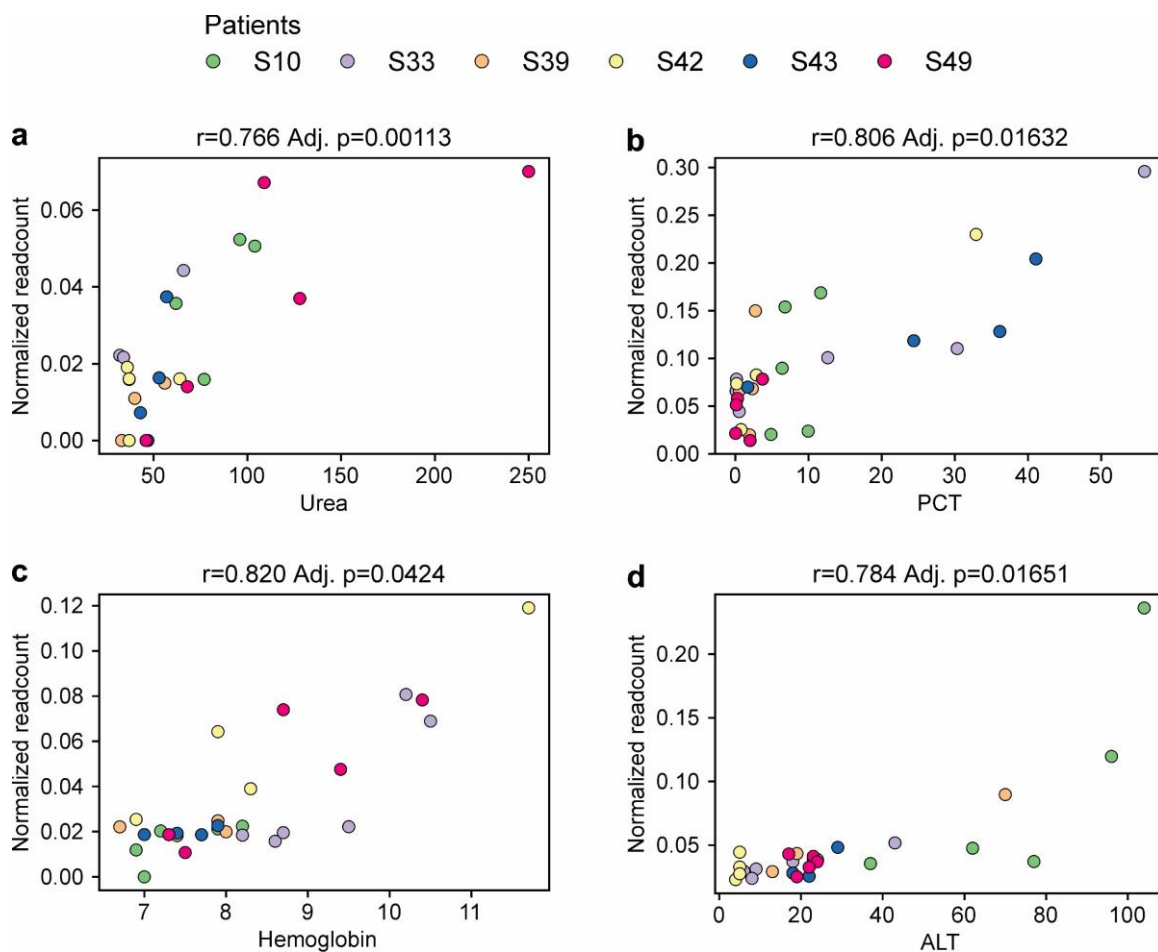 Patients
S10 S33 S39 S42 S43 S49
a
r=0.766 Adj. p=0.00113
Normalized readcount
0.06
0.04
0.02
0.00
50 100 150 200 250
Urea
b
r=0.806 Adj. p=0.01632
Normalized readcount
0.30
0.25
0.20
0.15
0.10
0.05
0.00
0 10 20 30 40 50
PCT
c
r=0.820 Adj. p=0.0424
Normalized readcount
0.12
0.10
0.08
0.06
0.04
0.02
0.00
7 8 9 10 11
Hemoglobin
d
r=0.784 Adj. p=0.01651
Normalized readcount
0.20
0.15
0.10
0.05
0 20 40 60 80 100
ALT